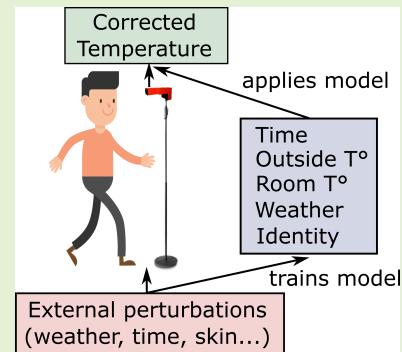 Corrected
Temperature
applies model
Time
Outside T°
Room T°
Weather
Identity
trains model
External perturbations
(weather, time, skin...)